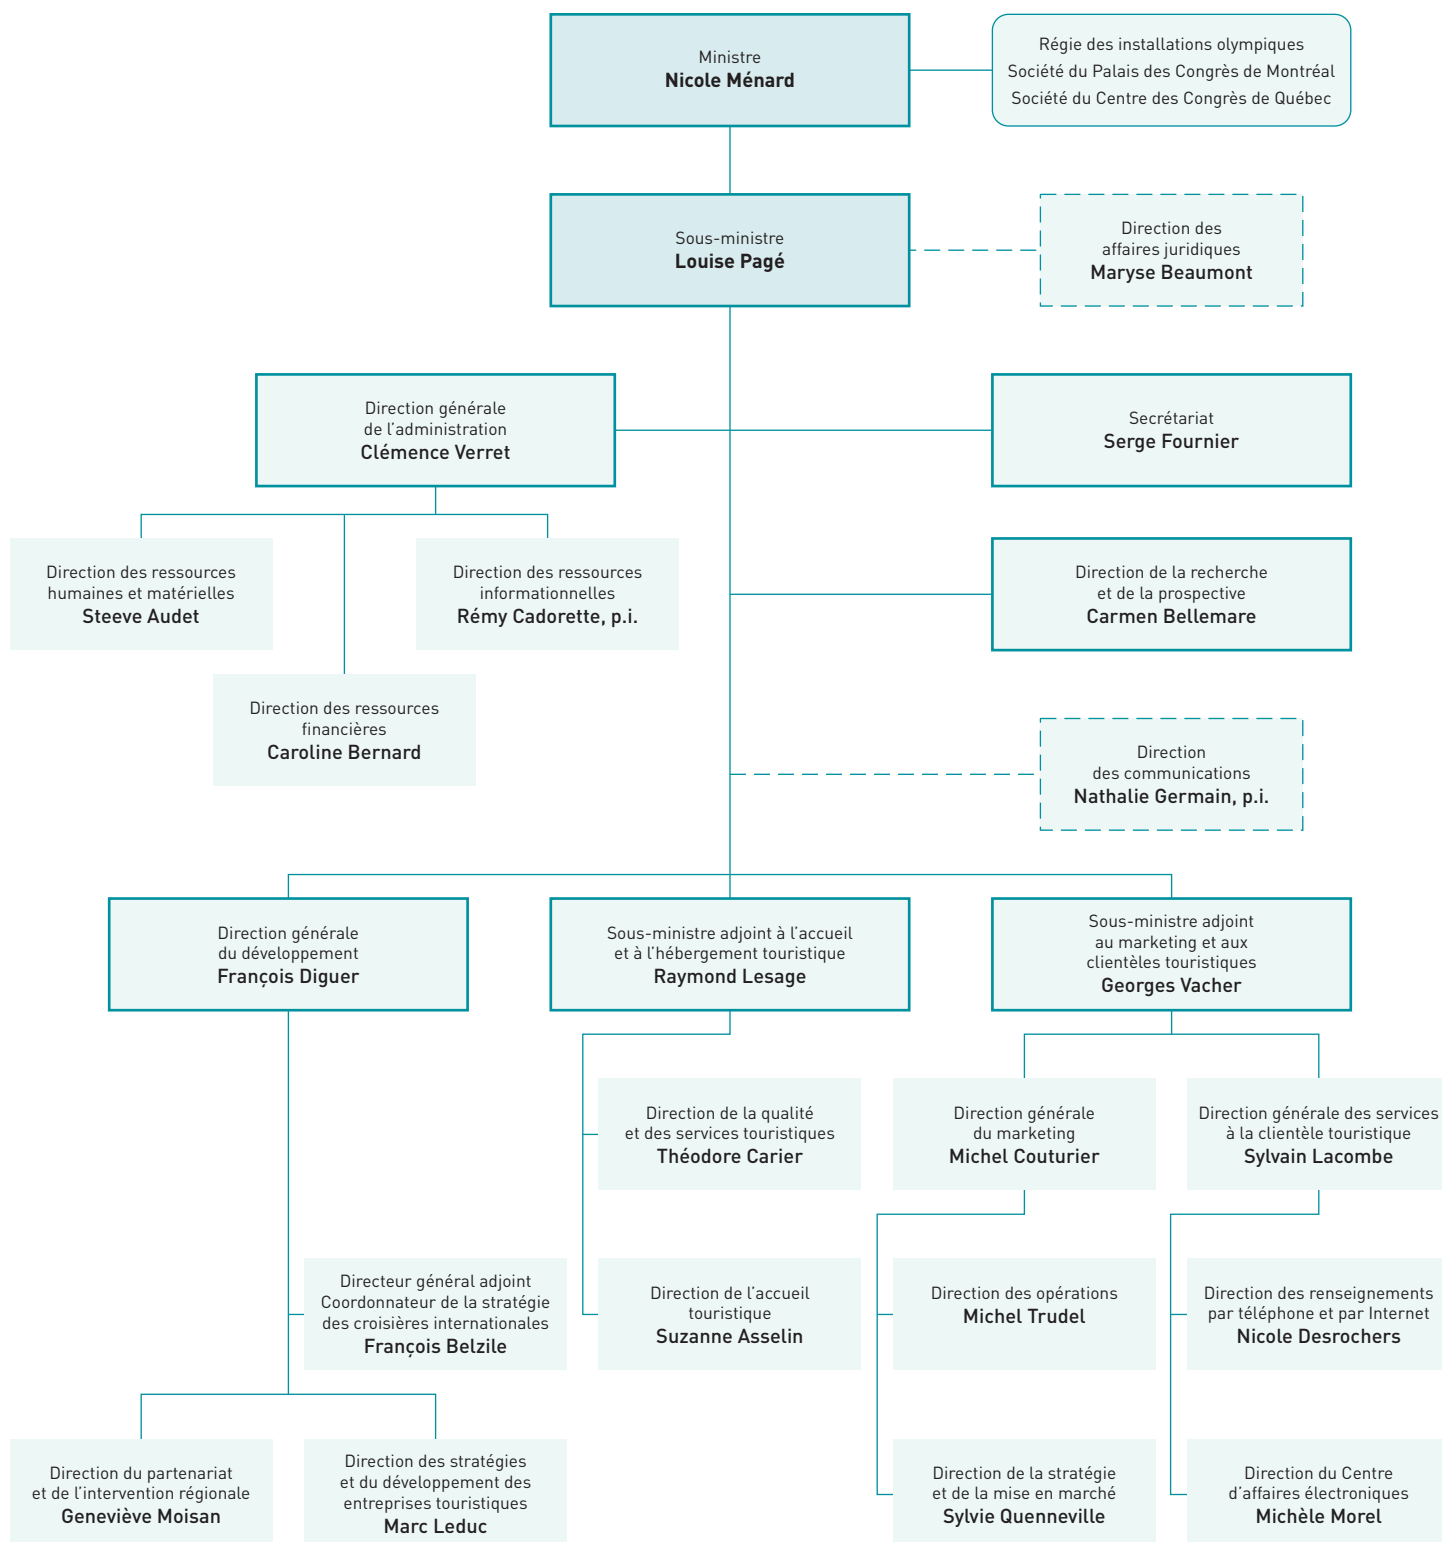 Ministre
Nicole Ménard
Régie des installations olympiques
Société du Palais des Congrès de Montréal
Société du Centre des Congrès de Québec
Sous-ministre
Louise Pagé
Direction des
affaires juridiques
Maryse Beaumont
Direction générale
de l'administration
Clémence Verret
Secrétariat
Serge Fournier
Direction des ressources
humaines et matérielles
Steeve Audet
Direction des ressources
informationnelles
Rémy Cadorette, p.i.
Direction de la recherche
et de la prospective
Carmen Bellemare
Direction des ressources
financières
Caroline Bernard
Direction
des communications
Nathalie Germain, p.i.
Direction générale
du développement
François Diguer
Sous-ministre adjoint à l'accueil
et à l'hébergement touristique
Raymond Lesage
Sous-ministre adjoint
au marketing et aux
clientèles touristiques
Georges Vacher
Direction de la qualité
et des services touristiques
Théodore Carier
Direction générale
du marketing
Michel Couturier
Direction générale des services
à la clientèle touristique
Sylvain Lacombe
Directeur général adjoint
Coordonnateur de la stratégie
des croisières internationales
François Belzile
Direction de l'accueil
touristique
Suzanne Asselin
Direction des opérations
Michel Trudel
Direction des renseignements
par téléphone et par Internet
Nicole Desrochers
Direction du partenariat
et de l'intervention régionale
Geneviève Moisan
Direction des stratégies
et du développement des
entreprises touristiques
Marc Leduc
Direction de la stratégie
et de la mise en marché
Sylvie Quenneville
Direction du Centre
d'affaires électroniques
Michèle Morel